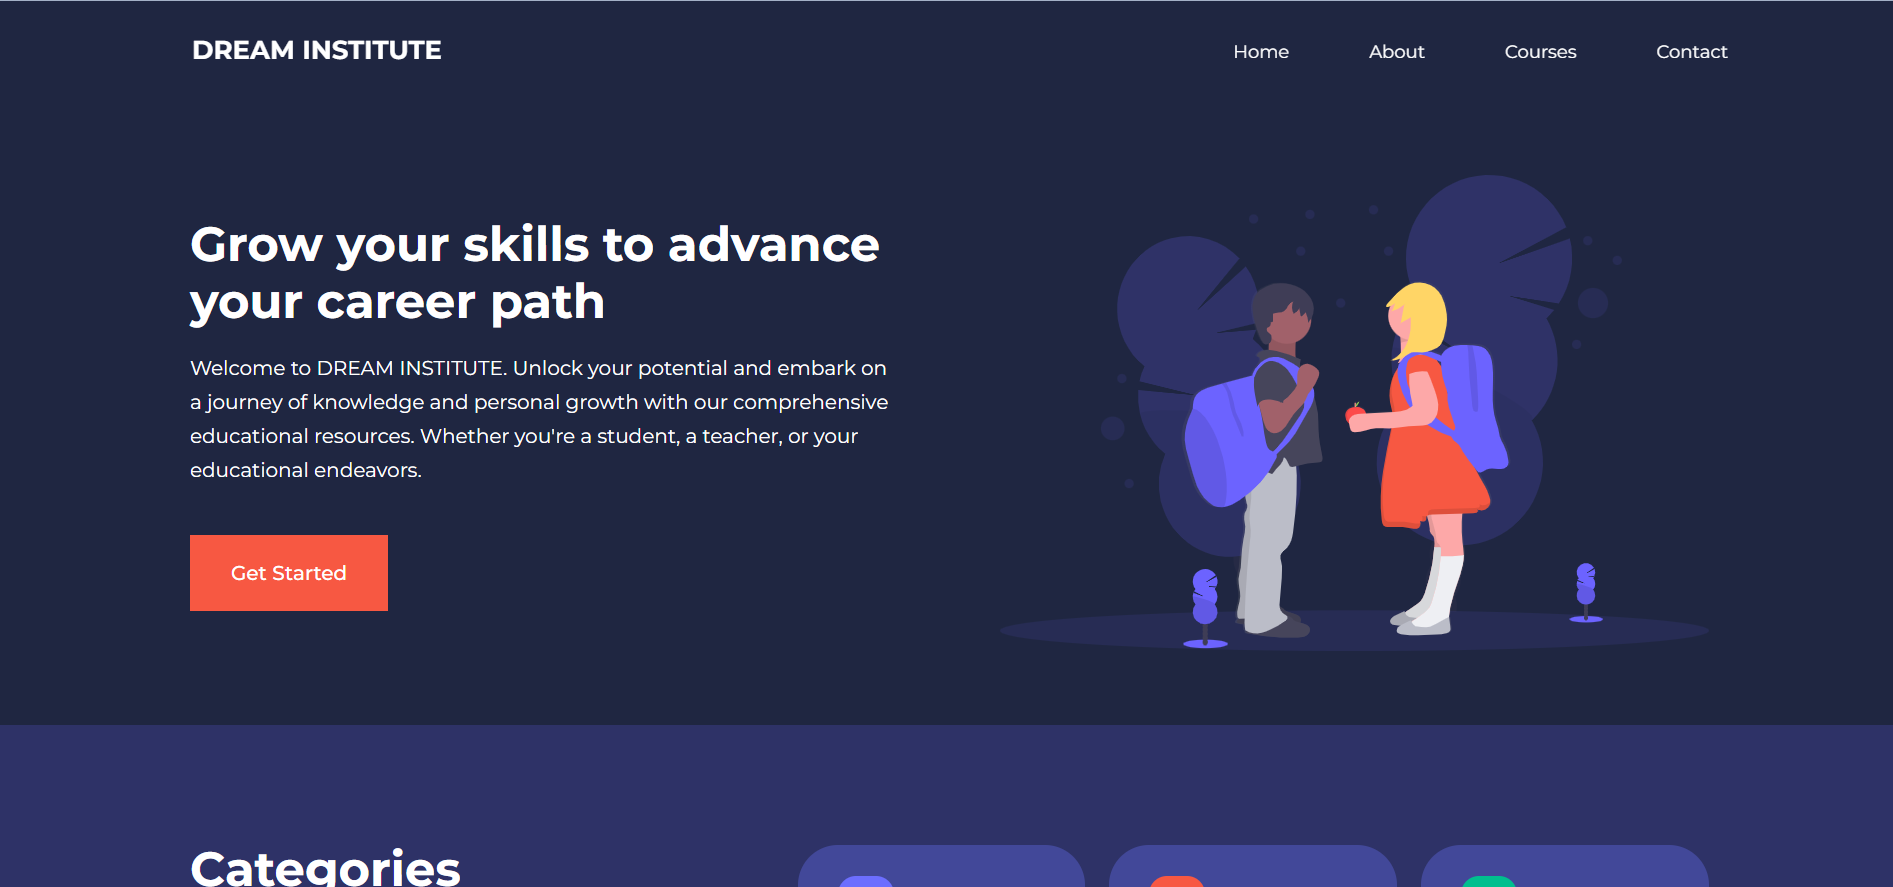 DREAM INSTITUTE
Home
About
Courses
Contact
Grow your skills to advance
your career path
Welcome to DREAM INSTITUTE. Unlock your potential and embark on
a journey of knowledge and personal growth with our comprehensive
educational resources. Whether you're a student, a teacher, or your
educational endeavors.
Get Started
Categories